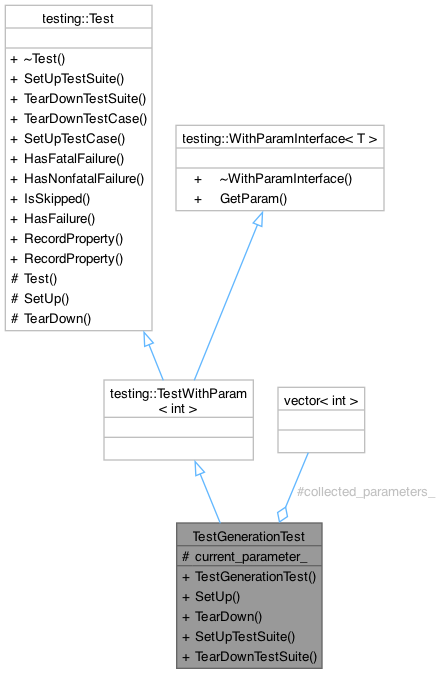 testing::Test
+ ~Test()
+ SetUpTestSuite()
+ TearDownTestSuite()
+ TearDownTestCase()
+ SetUpTestCase()
+ HasFatalFailure()
+ HasNonfatalFailure()
+ IsSkipped()
+ HasFailure()
+ RecordProperty()
+ RecordProperty()
# Test()
# SetUp()
# TearDown()
testing::WithParamInterface< T >
+ ~WithParamInterface()
+ GetParam()
testing::TestWithParam
< int >
vector< int >
#collected_parameters_
TestGenerationTest
# current_parameter_
+ TestGenerationTest()
+ SetUp()
+ TearDown()
+ SetUpTestSuite()
+ TearDownTestSuite()